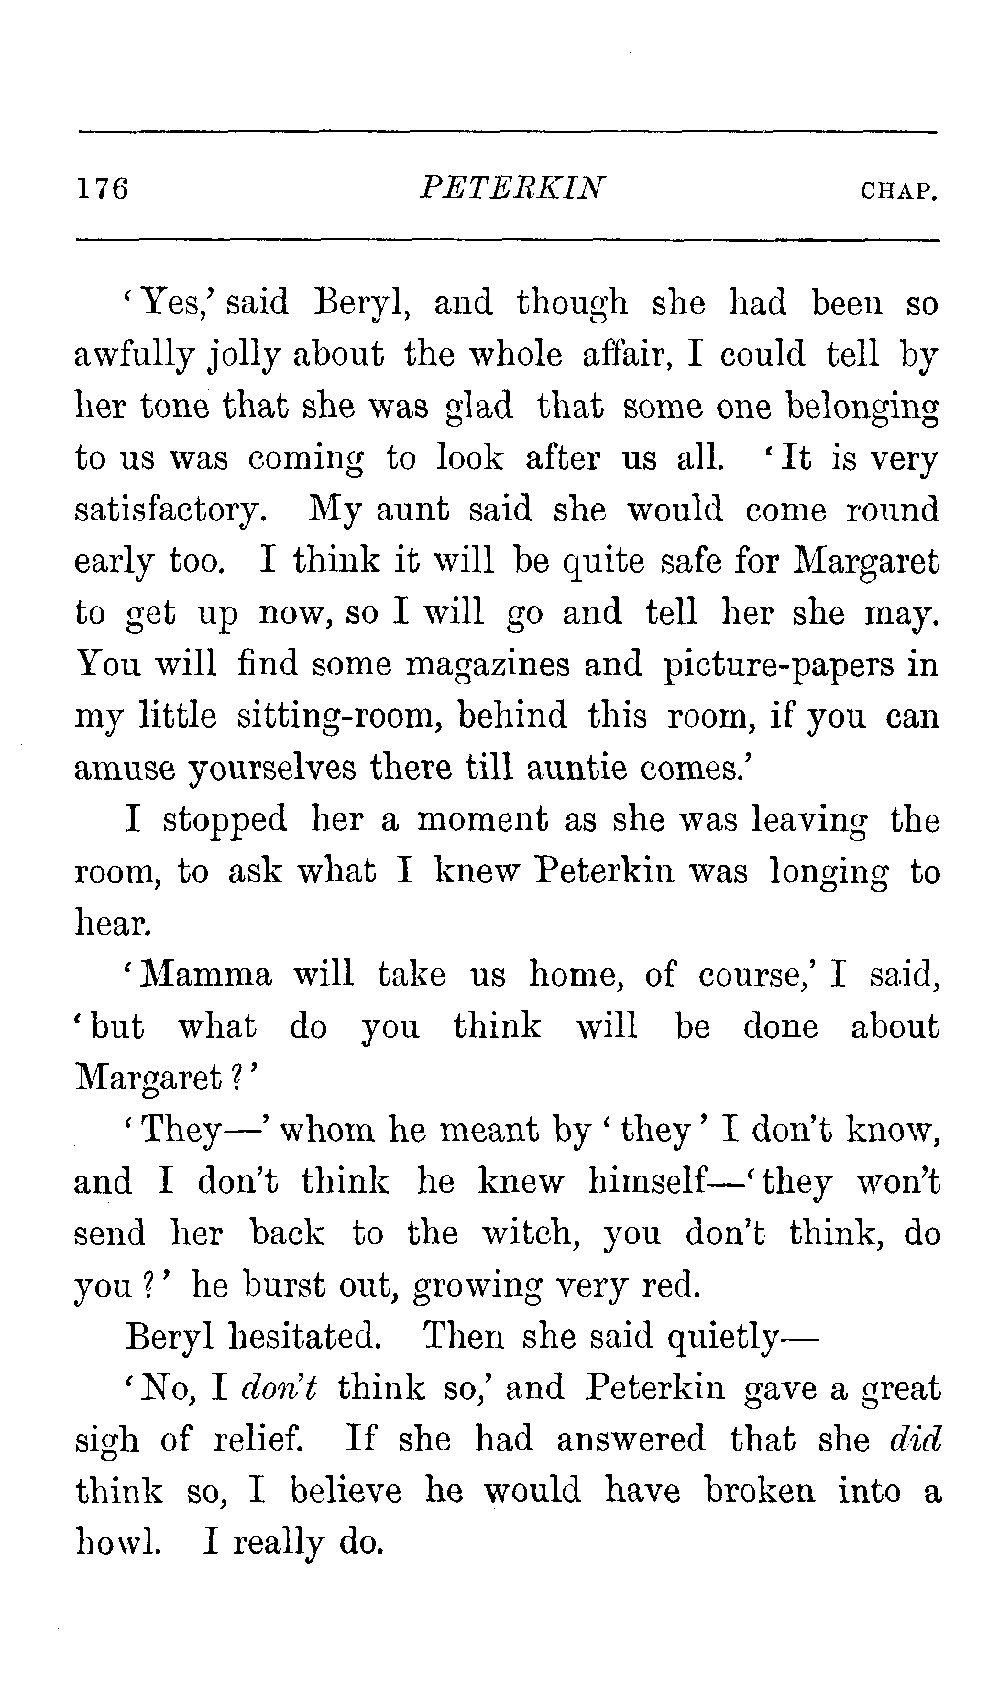 176 PETERKIN CHAP.
‘Yes,’ said Beryl, and though she had been so
awfully jolly about the whole affair, I could tell by
her tone that she was glad that some one belonging
to us was coming to look after us all. ‘It is very
satisfactory. My aunt said she would come round
early too. I think it will be quite safe for Margaret
to get up now, so I will go and tell her she may.
You will find some magazines and picture-papers in
my little sitting-room, behind this room, if you can
amuse yourselves there till auntie comes.’
I stopped her a moment as she was leaving the
room, to ask what I knew Peterkin was longing to
hear.
‘Mamma will take us home, of course,’ I said,
‘but what do you think will be done about
Margaret?’
‘They—’ whom he meant by ‘they’ I don’t know,
and I don’t think he knew himself—‘they won’t
send her back to the witch, you don’t think, do
you?’ he burst out, growing very red.
Beryl hesitated. Then she said quietly—
‘No, I don’t think so,’ and Peterkin gave a great
sigh of relief. If she had answered that she did
think so, I believe he would have broken into a
howl. I really do.